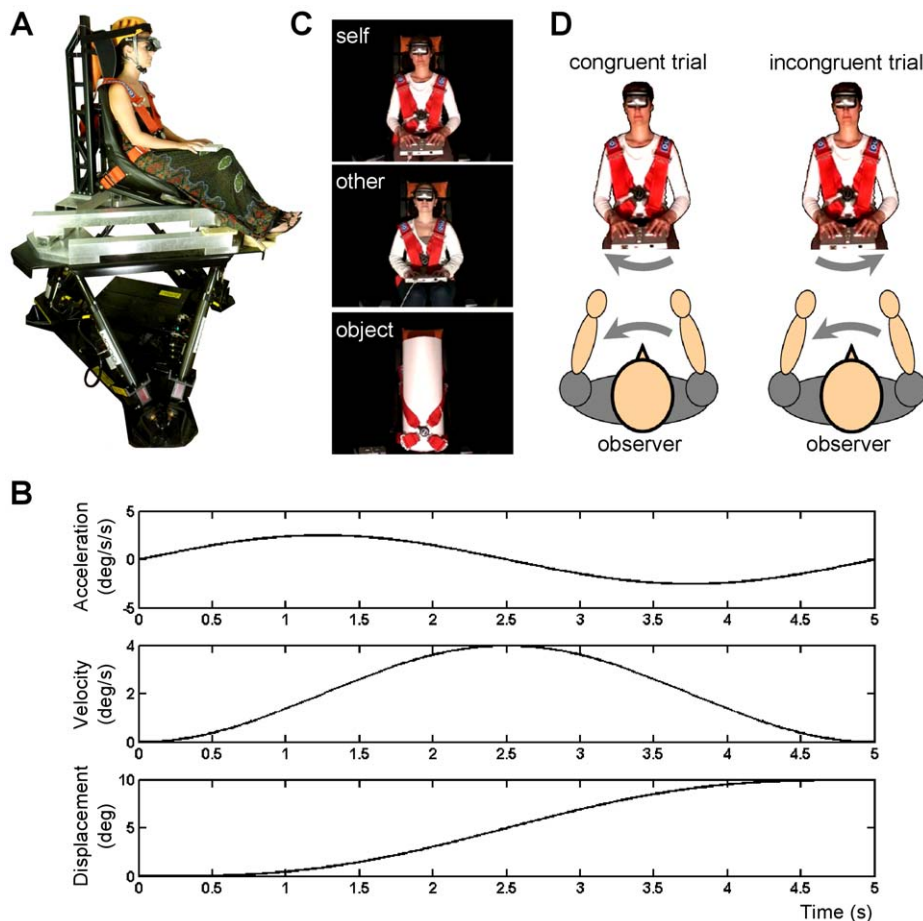 A
C
self
other
object
D
congruent trial
incongruent trial
observer
observer
B
Acceleration
(deg/s/s)
5
0
-5
0
0.5
1
1.5
2
2.5
3
3.5
4
4.5
5
Velocity
(deg/s)
4
2
0
0
0.5
1
1.5
2
2.5
3
3.5
4
4.5
5
Displacement
(deg)
10
5
0
0
0.5
1
1.5
2
2.5
3
3.5
4
4.5
5
Time (s)